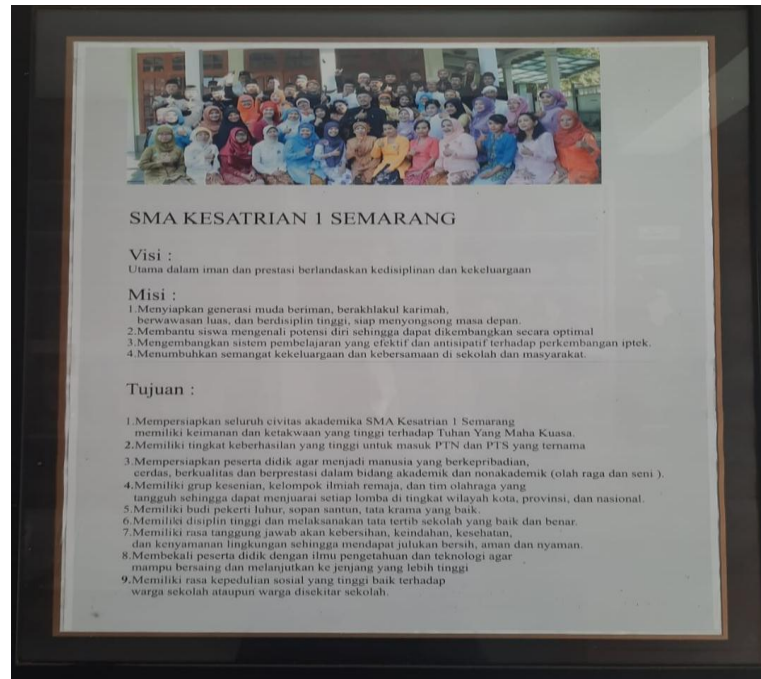 SMA KESATRIAN 1 SEMARANG
Visi :
Utama dalam iman dan prestasi berlandaskan kedisiplinan dan kekeluargaan
Misi :
1.Menyiapkan generasi muda beriman, berakhlakul karimah,
berwawasan luas, dan berdisiplin tinggi, siap menyongsong masa depan.
2.Membantu siswa mengenali potensi diri sehingga dapat dikembangkan secara optimal
3.Mengembangkan sistem pembelajaran yang efektif dan antisipatif terhadap perkembangan iptek.
4.Menumbuhkan semangat kekeluargaan dan kebersamaan di sekolah dan masyarakat.
Tujuan :
1.Mempersiapkan seluruh civitas akademika SMA Kesatrian 1 Semarang
memiliki keimanan dan ketakwaan yang tinggi terhadap Tuhan Yang Maha Kuasa.
2.Memiliki tingkat keberhasilan yang tinggi untuk masuk PTN dan PTS yang ternama
3.Mempersiapkan peserta didik agar menjadi manusia yang berkepribadian,
cerdas, berkualitas dan berprestasi dalam bidang akademik dan nonakademik (olah raga dan seni ).
4.Memiliki grup kesenian, kelompok ilmiah remaja, dan tim olahraga yang
tangguh sehingga dapat menjuarai setiap lomba di tingkat wilayah kota, provinsi, dan nasional.
5.Memiliki budi pekerti luhur, sopan santun, tata krama yang baik.
6.Memiliki disiplin tinggi dan melaksanakan tata tertib sekolah yang baik dan benar.
7.Memiliki rasa tanggung jawab akan kebersihan, keindahan, kesehatan,
dan kenyamanan lingkungan sehingga mendapat julukan bersih, aman dan nyaman.
8.Membekali peserta didik dengan ilmu pengetahuan dan teknologi agar
mampu bersaing dan melanjutkan ke jenjang yang lebih tinggi
9.Memiliki rasa kepedulian sosial yang tinggi baik terhadap
warga sekolah ataupun warga disekitar sekolah.